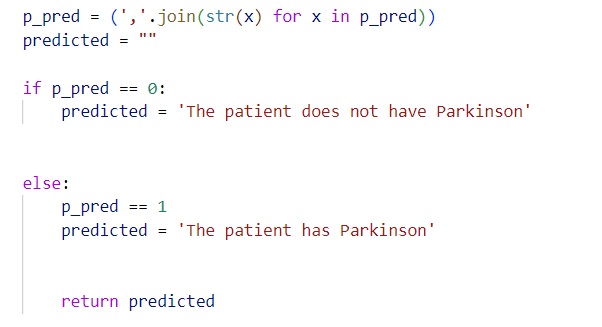 p_pred = (','.join(str(x) for x in p_pred))
predicted = ""
if p_pred == 0:
predicted = 'The patient does not have Parkinson'
else:
p_pred == 1
predicted = 'The patient has Parkinson'
return predicted